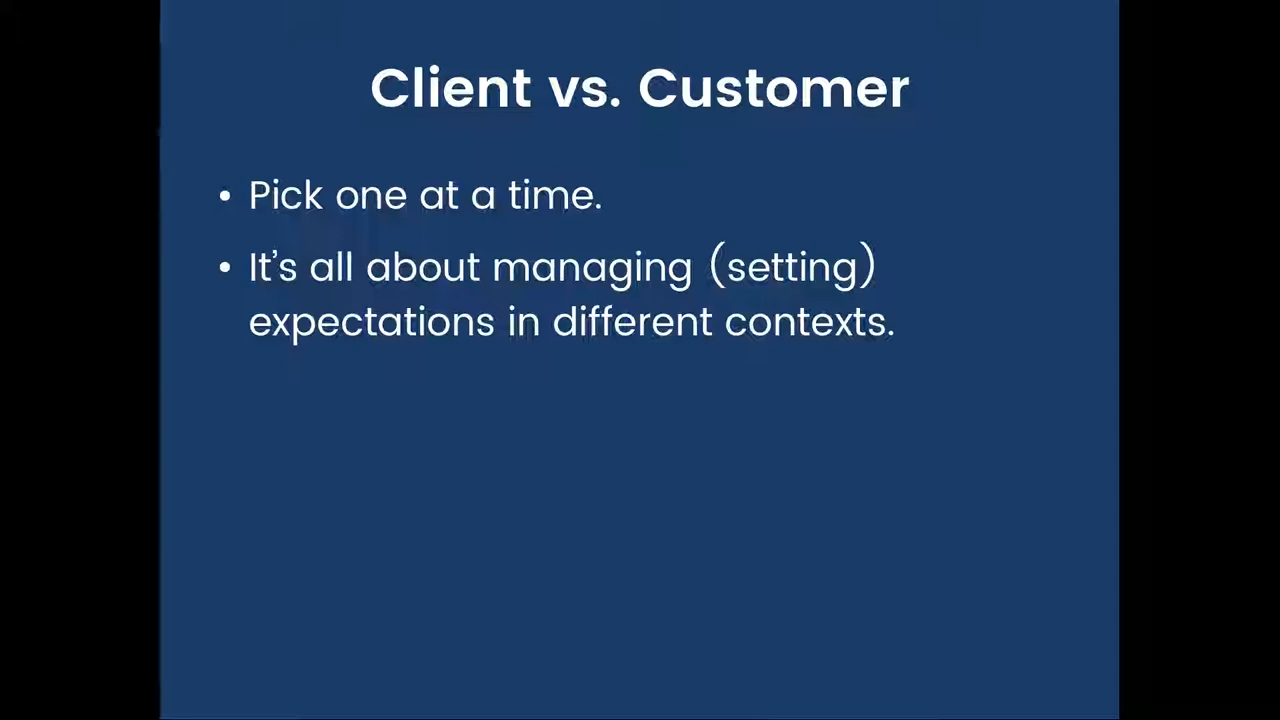 Client vs. Customer
• Pick one at a time.
• It’s all about managing (setting)
expectations in different contexts.